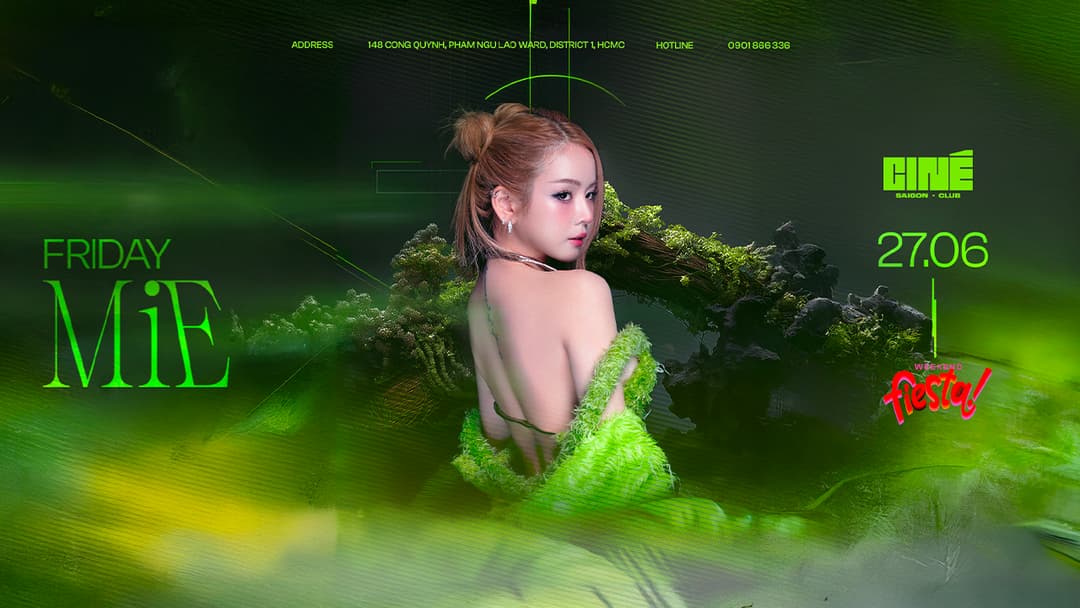 ADDRESS 148 CONG QUYNH, PHAM NGU LAO WARD, DISTRICT 1, HCMC HOTLINE 0901 866 336
CINÉ
SAIGON - CLUB
FRIDAY
MiE
27.06
WEEKEND
fiesta!